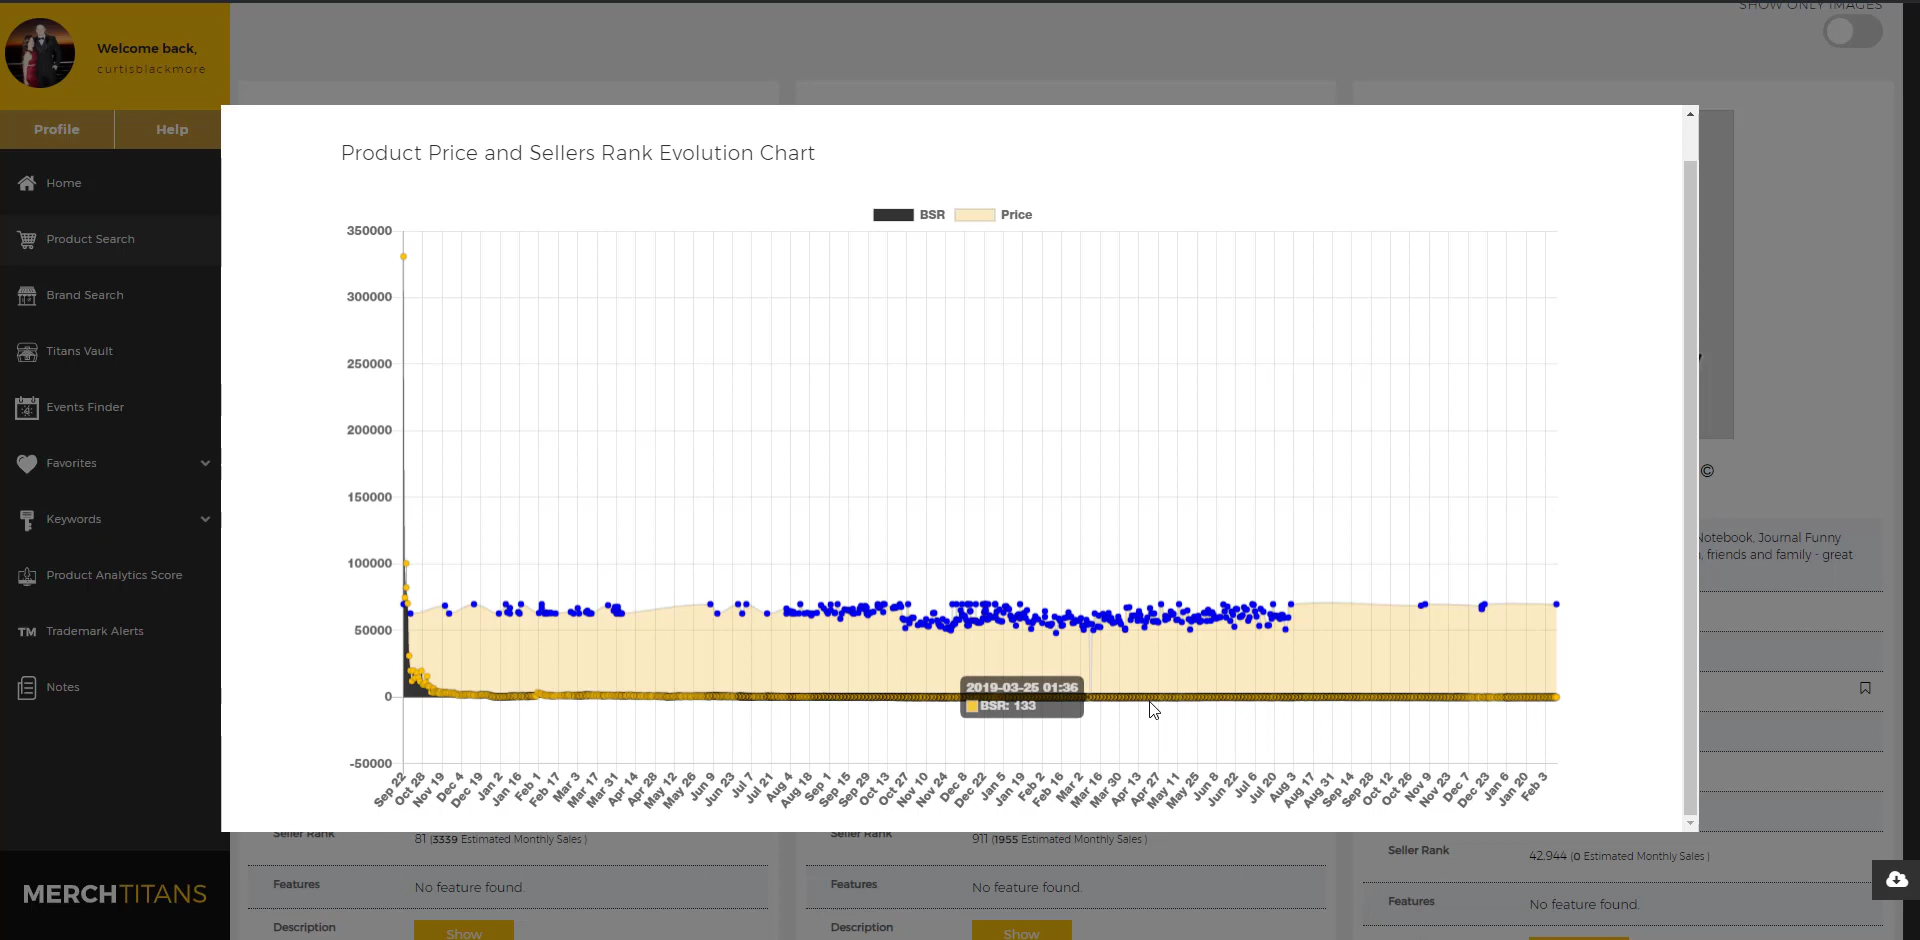 SHOW ONLY IMAGES
Welcome back,
curtisblackmore
Profile
Help
Home
Product Search
Brand Search
Titans Vault
Events Finder
Favorites
Keywords
Product Analytics Score
TM Trademark Alerts
Notes
MERCHTITANS
Product Price and Sellers Rank Evolution Chart
BSR
Price
350000
300000
250000
200000
150000
100000
50000
0
-50000
2019-03-25 01:36
BSR: 133
Sep 22
Oct 28
Nov 19
Dec 4
Dec 19
Jan 2
Jan 16
Feb 1
Feb 17
Mar 3
Mar 17
Mar 31
Apr 14
Apr 28
May 12
May 26
Jun 9
Jun 23
Jul 7
Jul 21
Aug 4
Aug 18
Sep 1
Sep 15
Sep 29
Oct 13
Oct 27
Nov 10
Nov 24
Dec 8
Dec 22
Jan 5
Jan 19
Feb 2
Feb 16
Mar 2
Mar 16
Mar 30
Apr 13
Apr 27
May 11
May 25
Jun 8
Jun 22
Jul 6
Jul 20
Aug 3
Aug 17
Aug 31
Sep 14
Sep 28
Oct 12
Oct 26
Nov 9
Nov 23
Dec 7
Dec 23
Jan 6
Jan 20
Feb 3
©
Notebook, Journal Funny
, friends and family - great
Seller Rank
81 (3339 Estimated Monthly Sales )
Features
No feature found.
Description
Show
Seller Rank
911 (1955 Estimated Monthly Sales )
Features
No feature found.
Description
Show
Seller Rank
42,944 (0 Estimated Monthly Sales )
Features
No feature found.